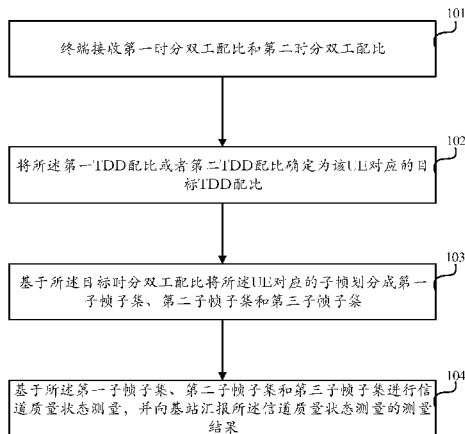 101
终端接收第一时分双工配比和第二时分双工配比
102
将所述第一TDD配比或者第二TDD配比确定为该UE对应的目
标TDD配比
103
基于所述目标时分双工配比将所述UE对应的子帧划分成第一
子帧子集、第二子帧子集和第三子帧子集
104
基于所述第一子帧子集、第二子帧子集和第三子帧子集进行信
道质量状态测量，并向基站汇报所述信道质量状态测量的测量
结果